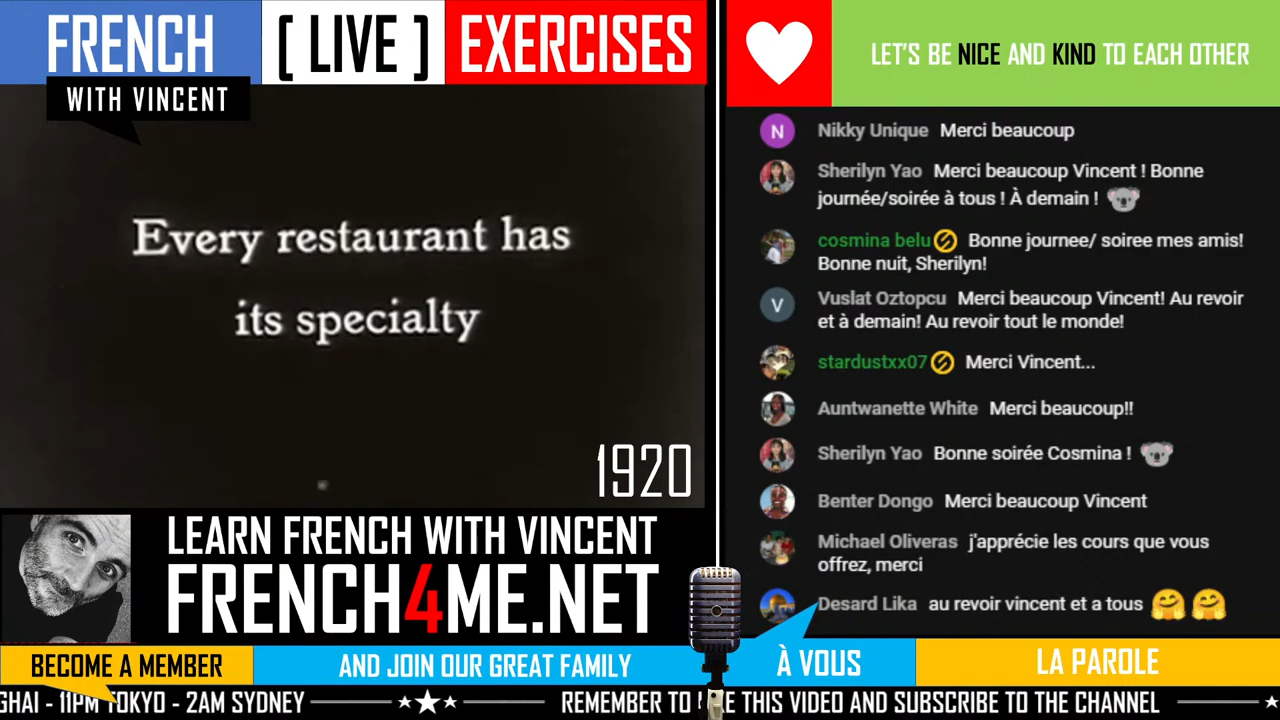 FRENCH
[ LIVE ]
EXERCISES
WITH VINCENT
LET'S BE NICE AND KIND TO EACH OTHER
Every restaurant has
its specialty
1920
N
Nikky Unique Merci beaucoup
Sherilyn Yao Merci beaucoup Vincent ! Bonne
journée/soirée à tous ! À demain !
cosmina belu Bonne journee/ soiree mes amis!
Bonne nuit, Sherilyn!
V
Vuslat Oztopcu Merci beaucoup Vincent! Au revoir
et à demain! Au revoir tout le monde!
stardustxx07 Merci Vincent...
Auntwanette White Merci beaucoup!!
Sherilyn Yao Bonne soirée Cosmina !
Benter Dongo Merci beaucoup Vincent
Michael Oliveras j'apprécie les cours que vous
offrez, merci
Desard Lika au revoir vincent et a tous
LEARN FRENCH WITH VINCENT
FRENCH4ME.NET
BECOME A MEMBER
AND JOIN OUR GREAT FAMILY
À VOUS
LA PAROLE
GHAI - 11PM TOKYO - 2AM SYDNEY
REMEMBER TO THIS VIDEO AND SUBSCRIBE TO THE CHANNEL